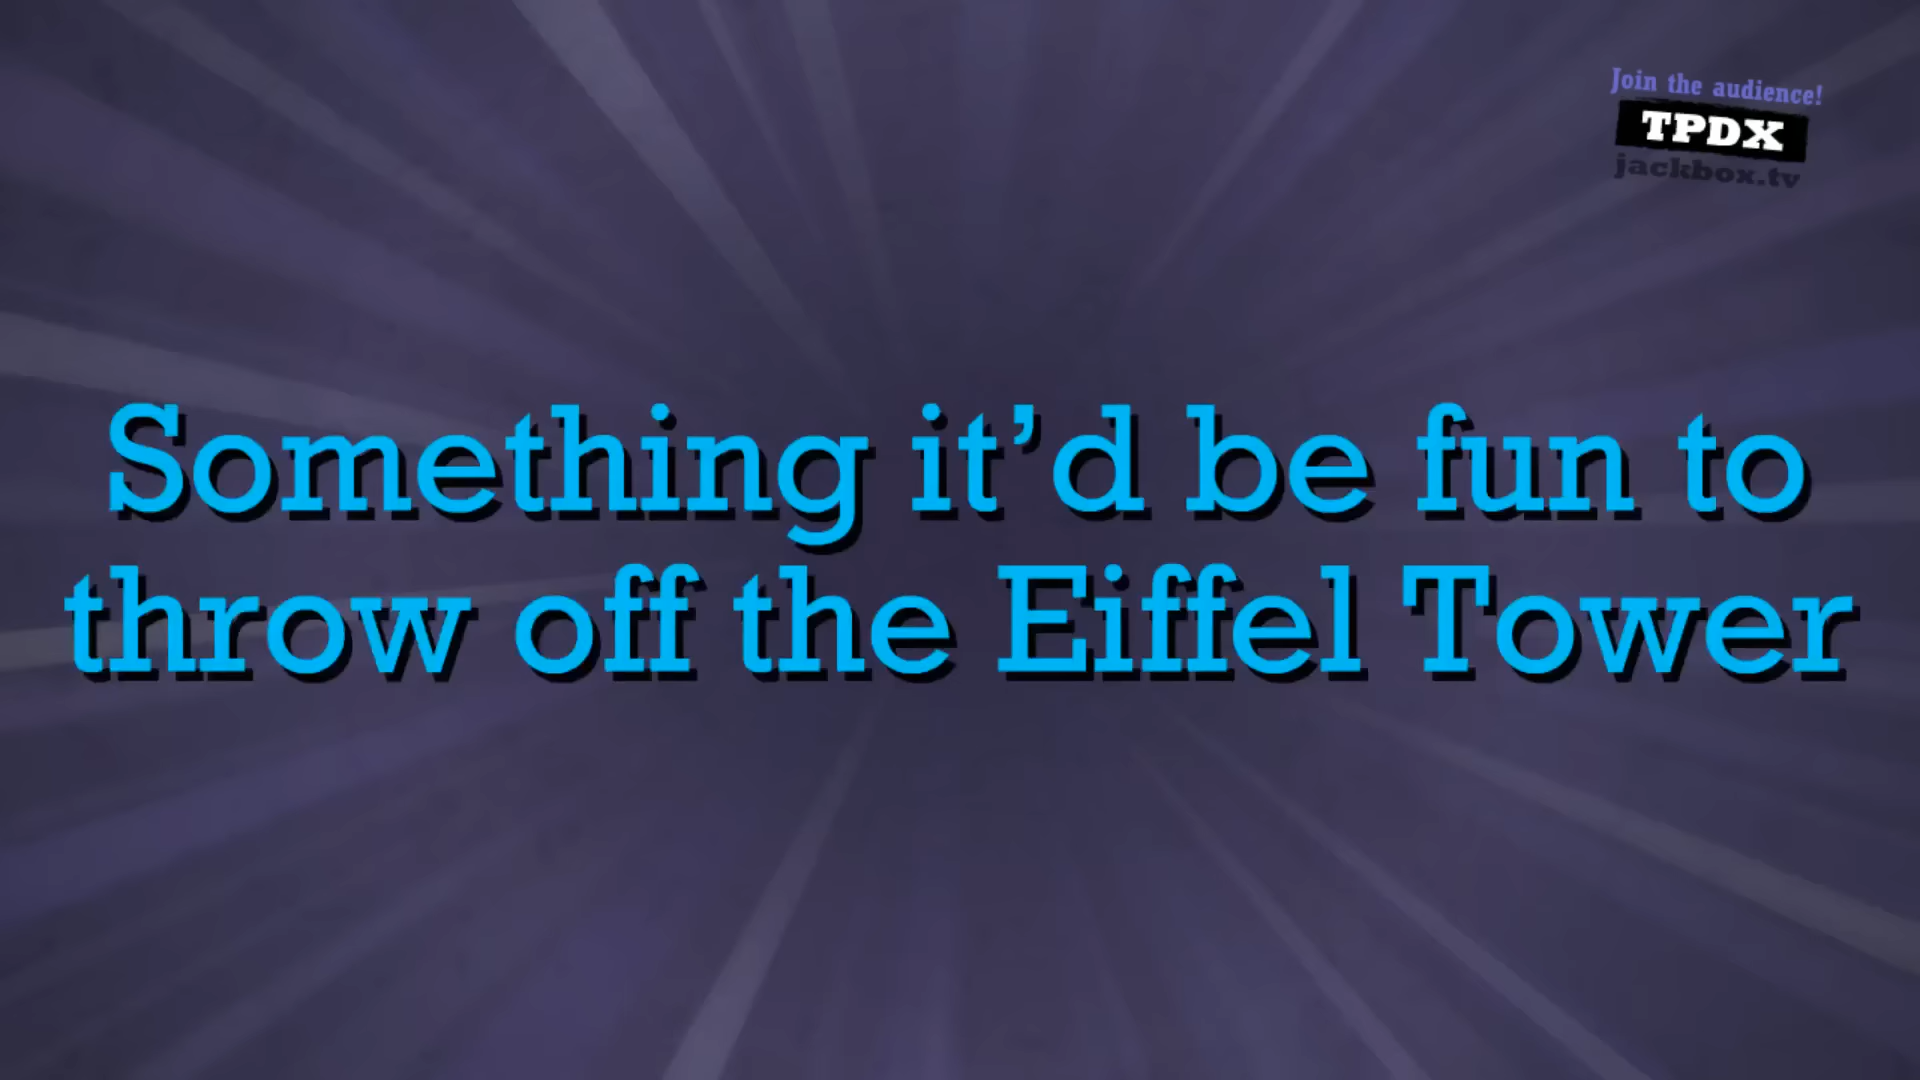 Join the audience!
TPDX
jackbox.tv
Something it’d be fun to
throw off the Eiffel Tower